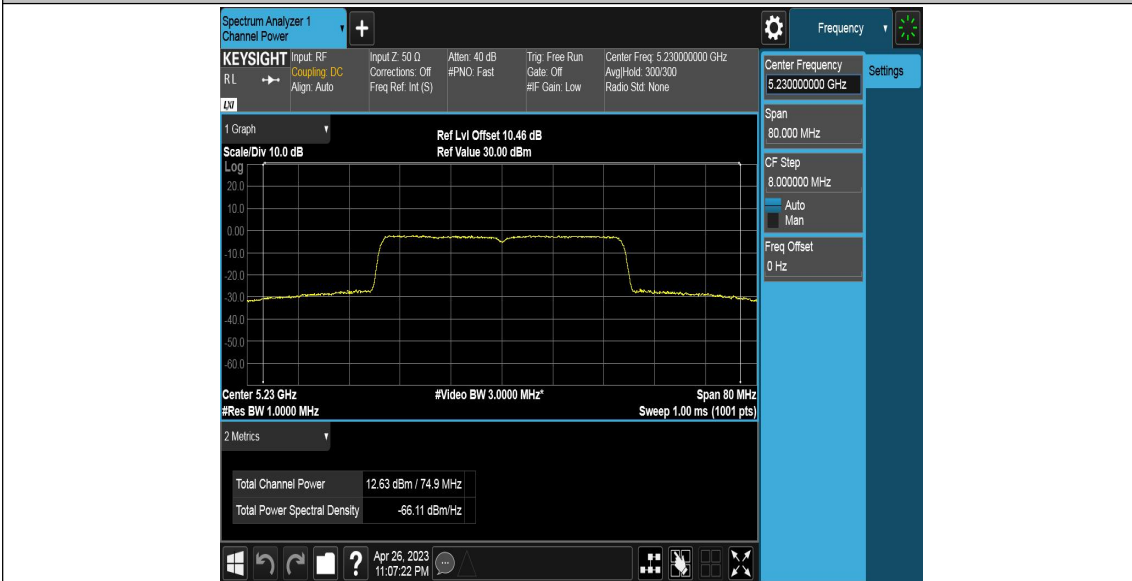 Spectrum Analyzer 1
Channel Power
Frequency
KEYSIGHT
RL
LXI
Input: RF
Coupling: DC
Align: Auto
Input Z: 50 Ω
Corrections: Off
Freq Ref: Int (S)
Atten: 40 dB
#PNO: Fast
Trig: Free Run
Gate: Off
#IF Gain: Low
Center Freq: 5.230000000 GHz
Avg|Hold: 300/300
Radio Std: None
Center Frequency
5.230000000 GHz
Settings
Span
80.000 MHz
CF Step
8.000000 MHz
Auto
Man
Freq Offset
0 Hz
1 Graph
Scale/Div 10.0 dB
Ref Lvl Offset 10.46 dB
Ref Value 30.00 dBm
Log
20.0
10.0
0.00
-10.0
-20.0
-30.0
-40.0
-50.0
-60.0
Center 5.23 GHz
#Video BW 3.0000 MHz*
Span 80 MHz
#Res BW 1.0000 MHz
Sweep 1.00 ms (1001 pts)
2 Metrics
Total Channel Power 12.63 dBm / 74.9 MHz
Total Power Spectral Density -66.11 dBm/Hz
?
Apr 26, 2023
11:07:22 PM